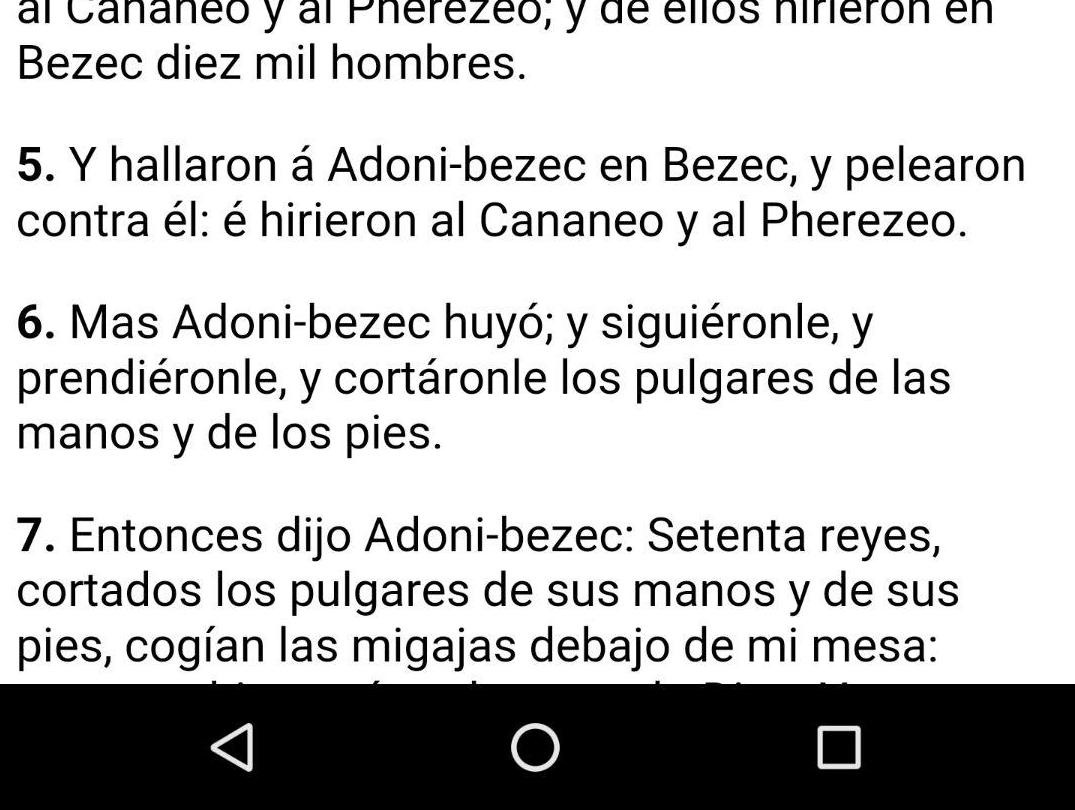 al Cananeo y al Pherezeo; y de ellos hirieron en
Bezec diez mil hombres.
5. Y hallaron á Adoni-bezec en Bezec, y pelearon
contra él: é hirieron al Cananeo y al Pherezeo.
6. Mas Adoni-bezec huyó; y siguiéronle, y
prendiéronle, y cortáronle los pulgares de las
manos y de los pies.
7. Entonces dijo Adoni-bezec: Setenta reyes,
cortados los pulgares de sus manos y de sus
pies, cogían las migajas debajo de mi mesa: